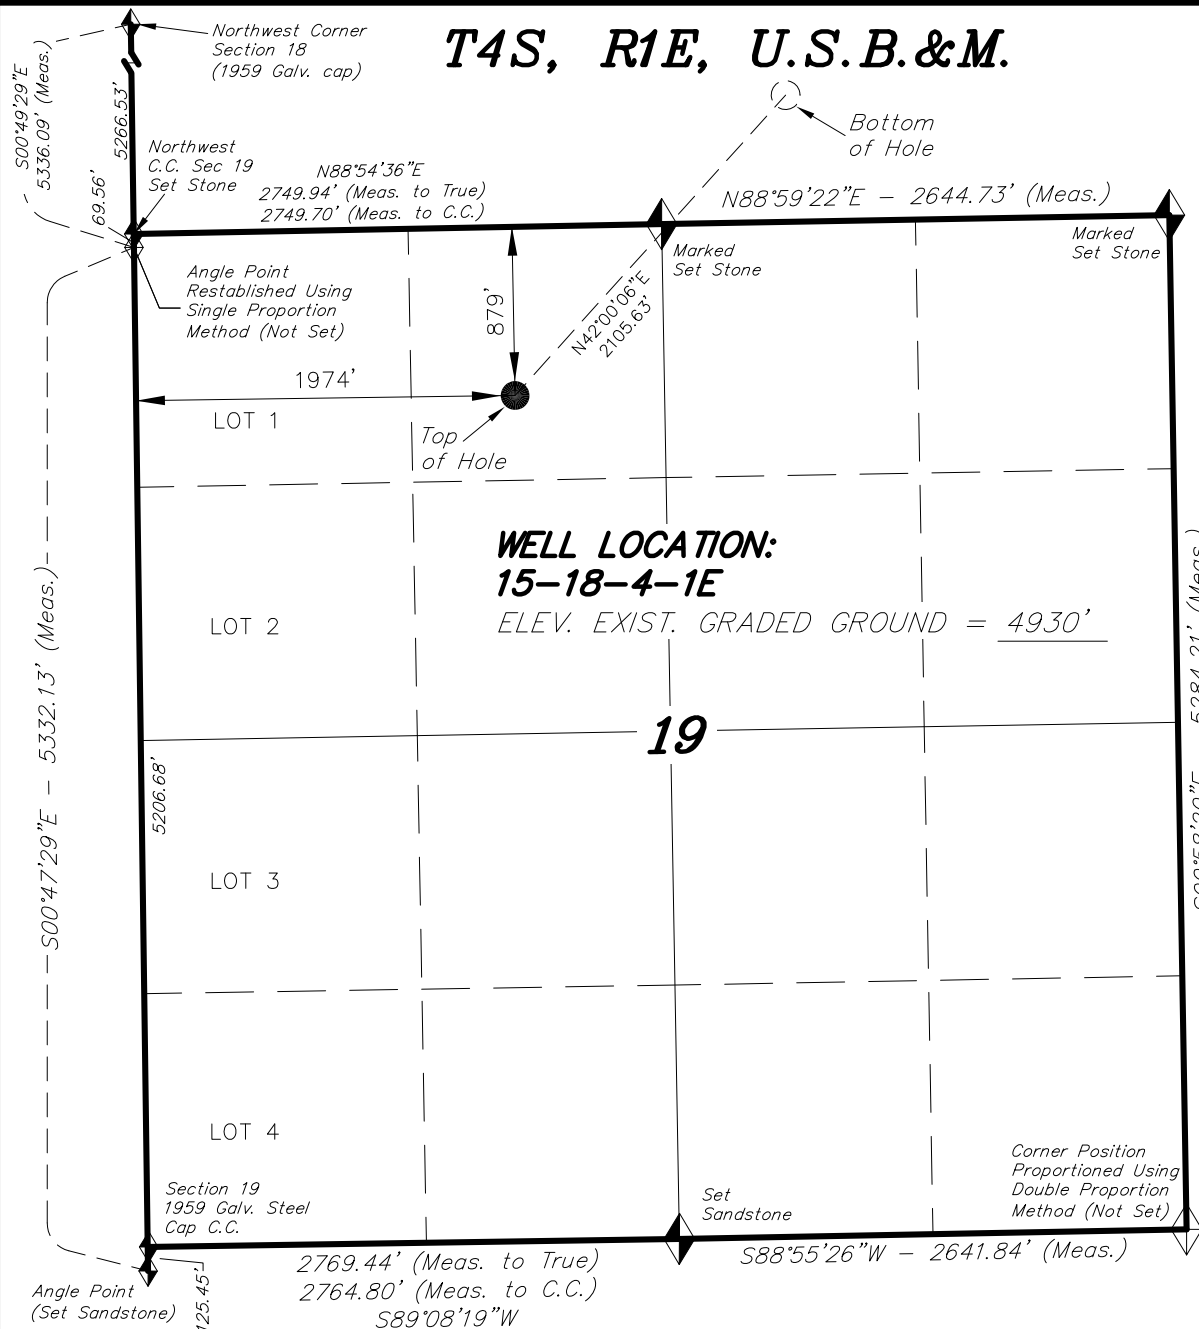 T4S, R1E, U.S.B.&M.
Northwest Corner
Section 18
(1959 Galv. cap)
S00°49'29"E
5336.09' (Meas.)
5266.53'
69.56'
Northwest
C.C. Sec 19
Set Stone
N88°54'36"E
2749.94' (Meas. to True)
2749.70' (Meas. to C.C.)
Bottom
of Hole
N88°59'22"E - 2644.73' (Meas.)
Marked
Set Stone
Marked
Set Stone
Angle Point
Restablished Using
Single Proportion
Method (Not Set)
879'
N42°00'06"E
2105.63'
1974'
LOT 1
Top
of Hole
WELL LOCATION:
15-18-4-1E
ELEV. EXIST. GRADED GROUND = 4930'
LOT 2
S00°47'29"E - 5332.13' (Meas.)
19
5206.68'
LOT 3
LOT 4
Section 19
1959 Galv. Steel
Cap C.C.
Set
Sandstone
Corner Position
Proportioned Using
Double Proportion
Method (Not Set)
2769.44' (Meas. to True)
2764.80' (Meas. to C.C.)
S89°08'19"W
S88°55'26"W - 2641.84' (Meas.)
Angle Point
(Set Sandstone)
125.45'